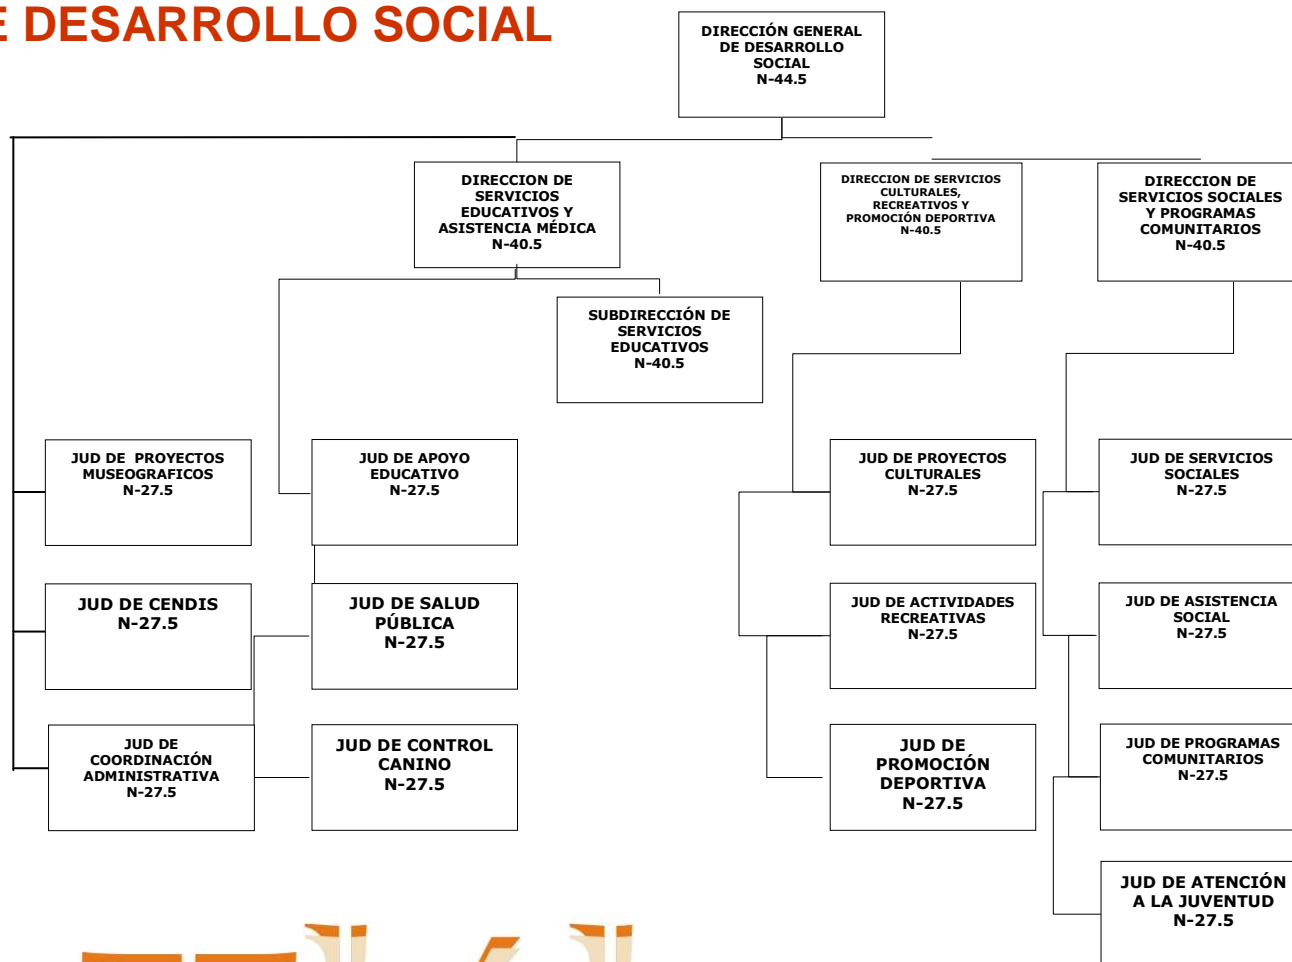 E DESARROLLO SOCIAL
DIRECCIÓN GENERAL
DE DESARROLLO
SOCIAL
N-44.5
DIRECCION DE
SERVICIOS
EDUCATIVOS Y
ASISTENCIA MÉDICA
N-40.5
DIRECCION DE SERVICIOS
CULTURALES,
RECREATIVOS Y
PROMOCIÓN DEPORTIVA
N-40.5
DIRECCION DE
SERVICIOS SOCIALES
Y PROGRAMAS
COMUNITARIOS
N-40.5
SUBDIRECCIÓN DE
SERVICIOS
EDUCATIVOS
N-40.5
JUD DE PROYECTOS
MUSEOGRAFICOS
N-27.5
JUD DE APOYO
EDUCATIVO
N-27.5
JUD DE PROYECTOS
CULTURALES
N-27.5
JUD DE SERVICIOS
SOCIALES
N-27.5
JUD DE CENDIS
N-27.5
JUD DE SALUD
PÚBLICA
N-27.5
JUD DE ACTIVIDADES
RECREATIVAS
N-27.5
JUD DE ASISTENCIA
SOCIAL
N-27.5
JUD DE
COORDINACIÓN
ADMINISTRATIVA
N-27.5
JUD DE CONTROL
CANINO
N-27.5
JUD DE
PROMOCIÓN
DEPORTIVA
N-27.5
JUD DE PROGRAMAS
COMUNITARIOS
N-27.5
JUD DE ATENCIÓN
A LA JUVENTUD
N-27.5